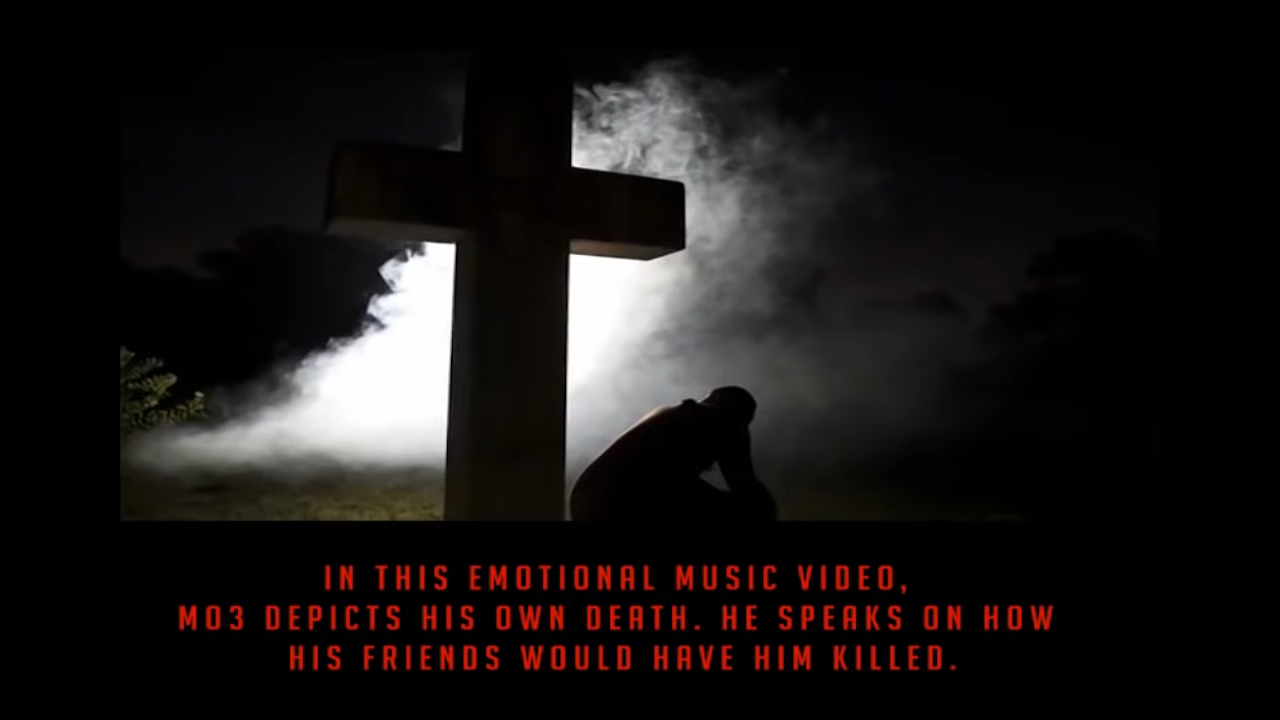 IN THIS EMOTIONAL MUSIC VIDEO,
MO3 DEPICTS HIS OWN DEATH. HE SPEAKS ON HOW
HIS FRIENDS WOULD HAVE HIM KILLED.